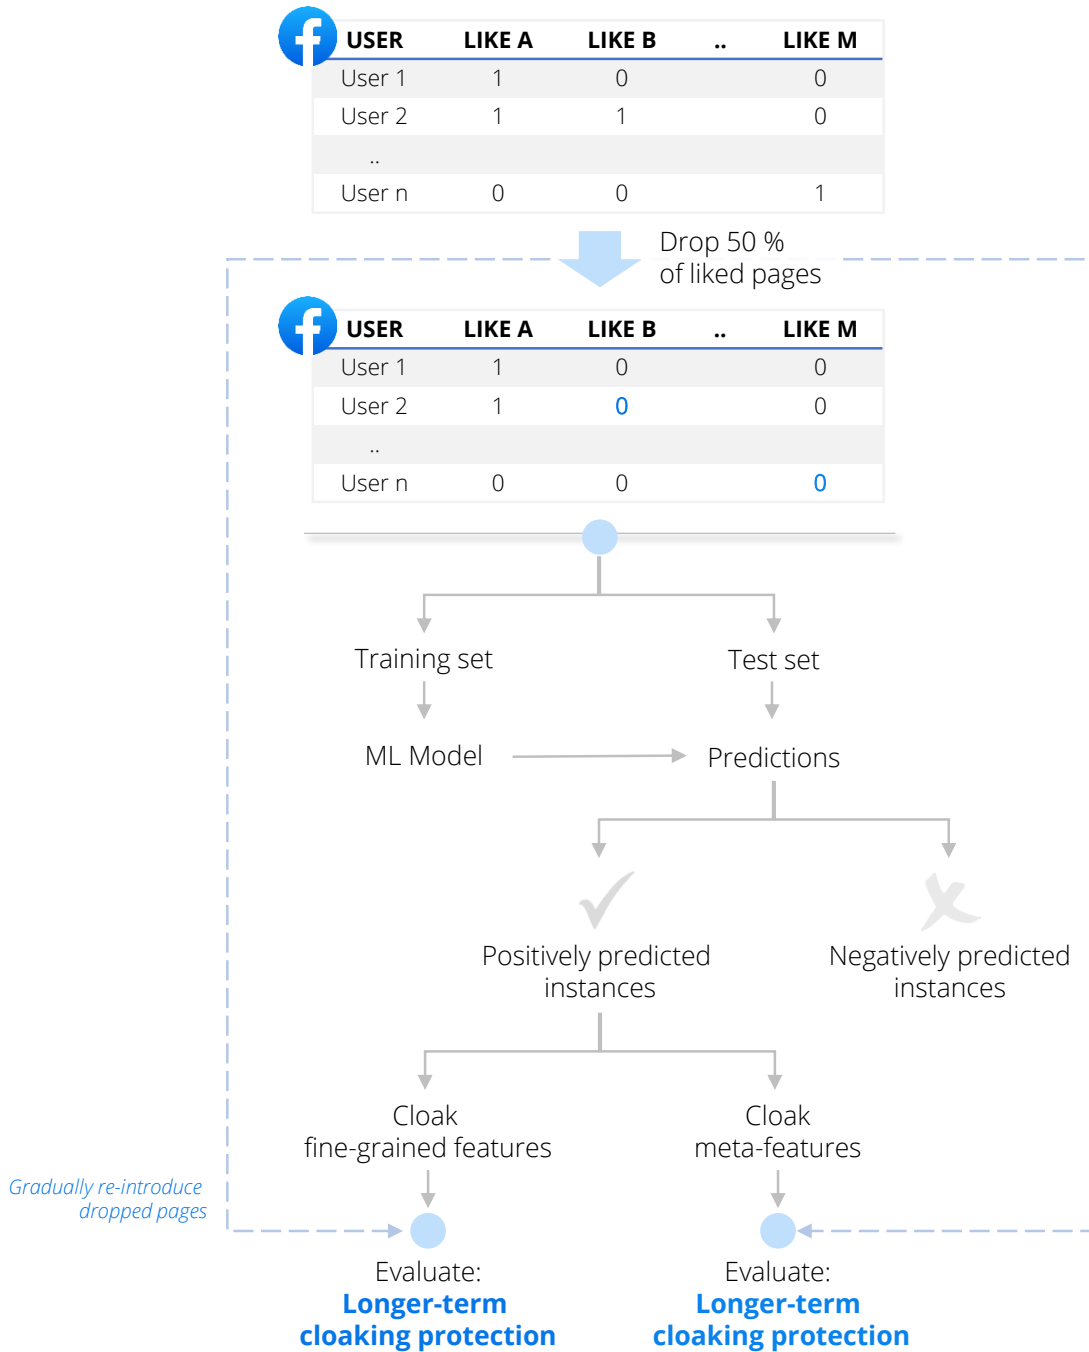 USER LIKE A LIKE B .. LIKE M
User 1 1 0 0
User 2 1 1 0
..
User n 0 0 1
Drop 50 %
of liked pages
USER LIKE A LIKE B .. LIKE M
User 1 1 0 0
User 2 1 0 0
..
User n 0 0 0
Training set Test set
ML Model Predictions
Positively predicted
instances
Negatively predicted
instances
Cloak
fine-grained features
Cloak
meta-features
Gradually re-introduce
dropped pages
Evaluate:
Longer-term
cloaking protection
Evaluate:
Longer-term
cloaking protection